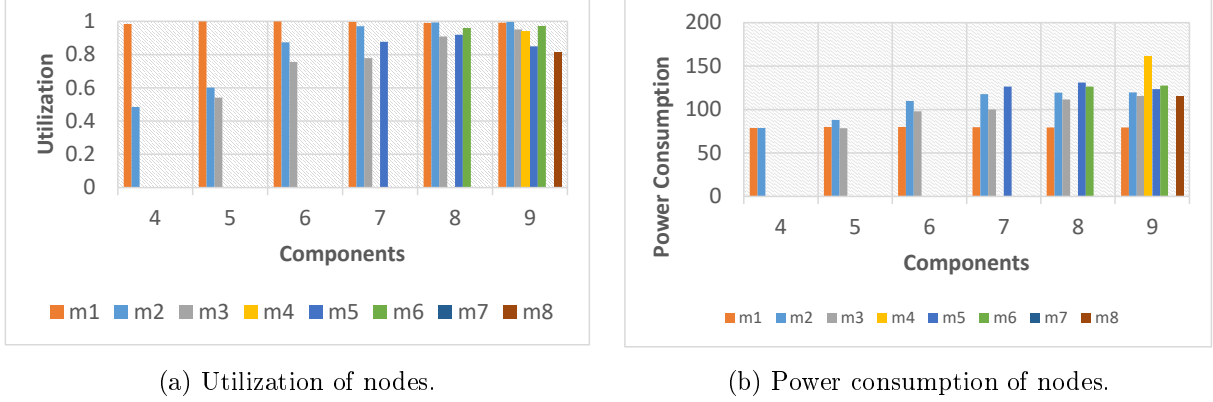 1
0.8
0.6
0.4
0.2
0
Utilization
4 5 6 7 8 9
Components
m1 m2 m3 m4 m5 m6 m7 m8
(a) Utilization of nodes.
200
150
100
50
0
Power Consumption
4 5 6 7 8 9
Components
m1 m2 m3 m4 m5 m6 m7 m8
(b) Power consumption of nodes.